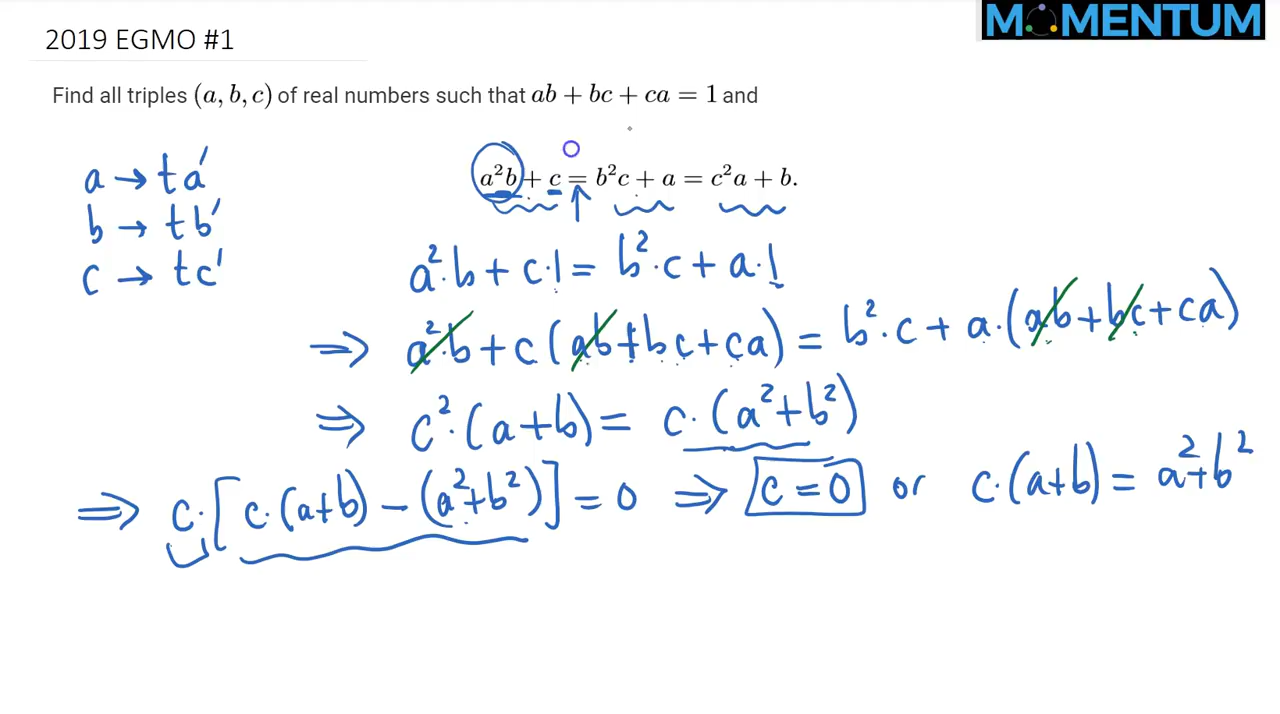 MOMENTUM
2019 EGMO #1
Find all triples (a, b, c) of real numbers such that ab + bc + ca = 1 and
a²b + c = b²c + a = c²a + b.
a → ta'
b → tb'
c → tc'
a²·b + c·1 = b²·c + a·1
⇒ a²·b + c(ab+bc+ca) = b²·c + a·(ab+bc+ca)
⇒ c²·(a+b) = c·(a²+b²)
⇒ c·[c·(a+b) − (a²+b²)] = 0 ⇒ c = 0 or c·(a+b) = a²+b²